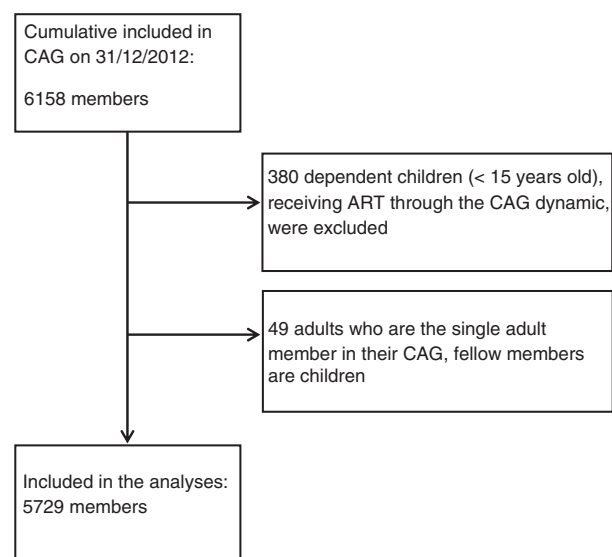 Cumulative included in
CAG on 31/12/2012:
6158 members
380 dependent children (< 15 years old),
receiving ART through the CAG dynamic,
were excluded
49 adults who are the single adult
member in their CAG, fellow members
are children
Included in the analyses:
5729 members